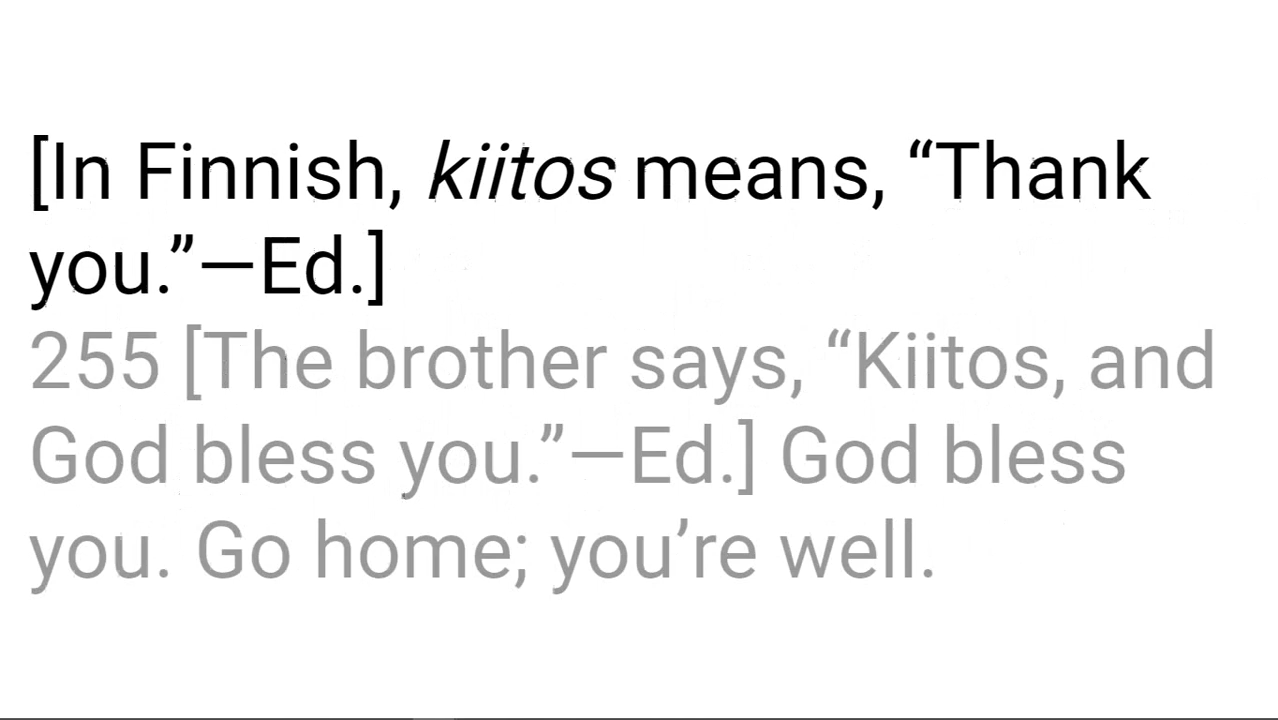 [In Finnish, kiitos means, “Thank
you.”—Ed.]
255 [The brother says, “Kiitos, and
God bless you.”—Ed.] God bless
you. Go home; you’re well.